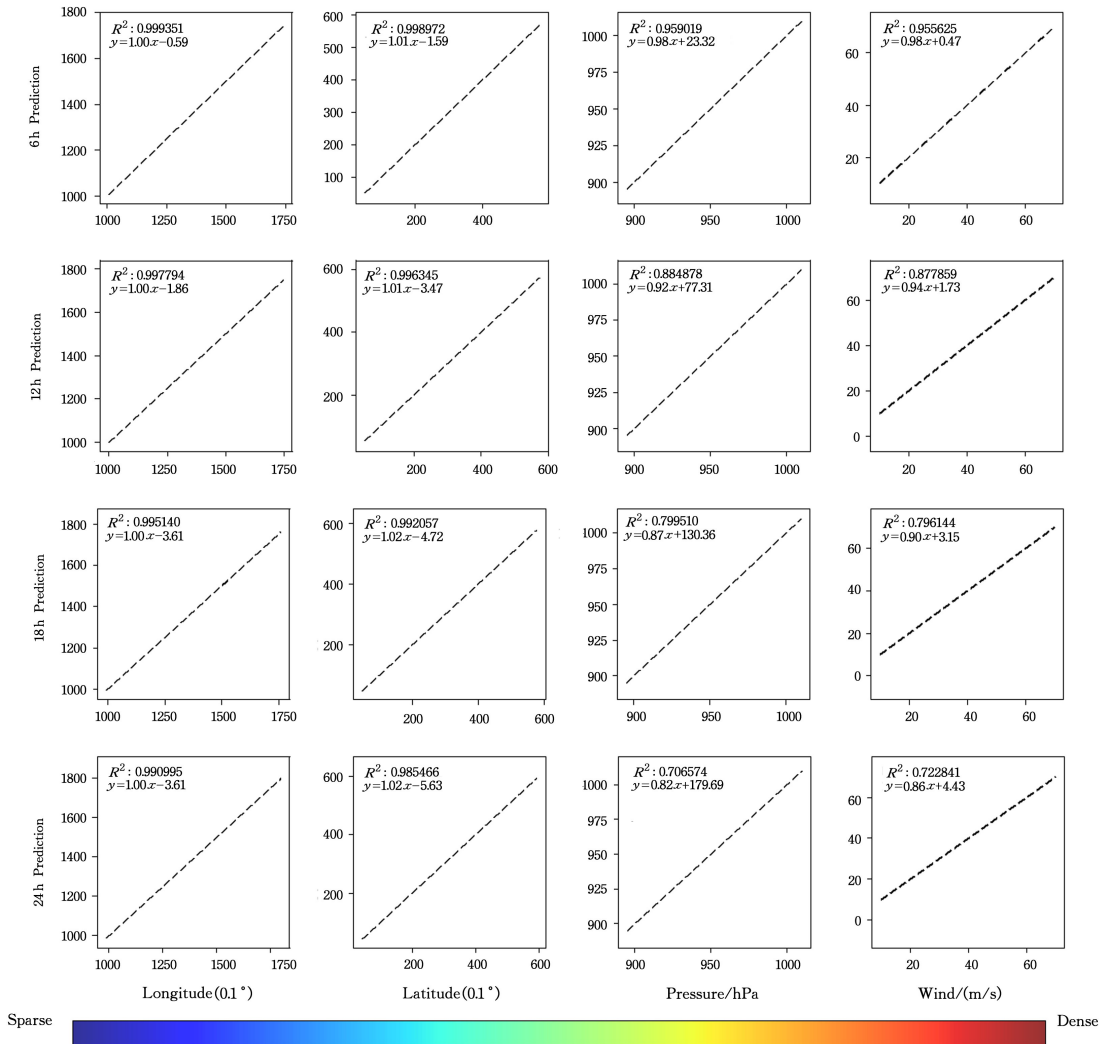 R²: 0.999351
y=1.00x−0.59
1800
1600
1400
1200
1000
1000 1250 1500 1750
6h Prediction
R²: 0.998972
y=1.01x−1.59
600
500
400
300
200
100
200 400
R²: 0.959019
y=0.98x+23.32
1000
975
950
925
900
900 950 1000
R²: 0.955625
y=0.98x+0.47
60
40
20
20 40 60
R²: 0.997794
y=1.00x−1.86
1800
1600
1400
1200
1000
1000 1250 1500 1750
12h Prediction
R²: 0.996345
y=1.01x−3.47
600
400
200
200 400 600
R²: 0.884878
y=0.92x+77.31
1000
975
950
925
900
900 950 1000
R²: 0.877859
y=0.94x+1.73
60
40
20
0
20 40 60
R²: 0.995140
y=1.00x−3.61
1800
1600
1400
1200
1000
1000 1250 1500 1750
18h Prediction
R²: 0.992057
y=1.02x−4.72
600
400
200
200 400 600
R²: 0.799510
y=0.87x+130.36
1000
975
950
925
900
900 950 1000
R²: 0.796144
y=0.90x+3.15
60
40
20
0
20 40 60
R²: 0.990995
y=1.00x−3.61
1800
1600
1400
1200
1000
1000 1250 1500 1750
24h Prediction
Longitude(0.1°)
R²: 0.985466
y=1.02x−5.63
600
400
200
200 400 600
Latitude(0.1°)
R²: 0.706574
y=0.82x+179.69
1000
975
950
925
900
900 950 1000
Pressure/hPa
R²: 0.722841
y=0.86x+4.43
60
40
20
0
20 40 60
Wind/(m/s)
Sparse
Dense